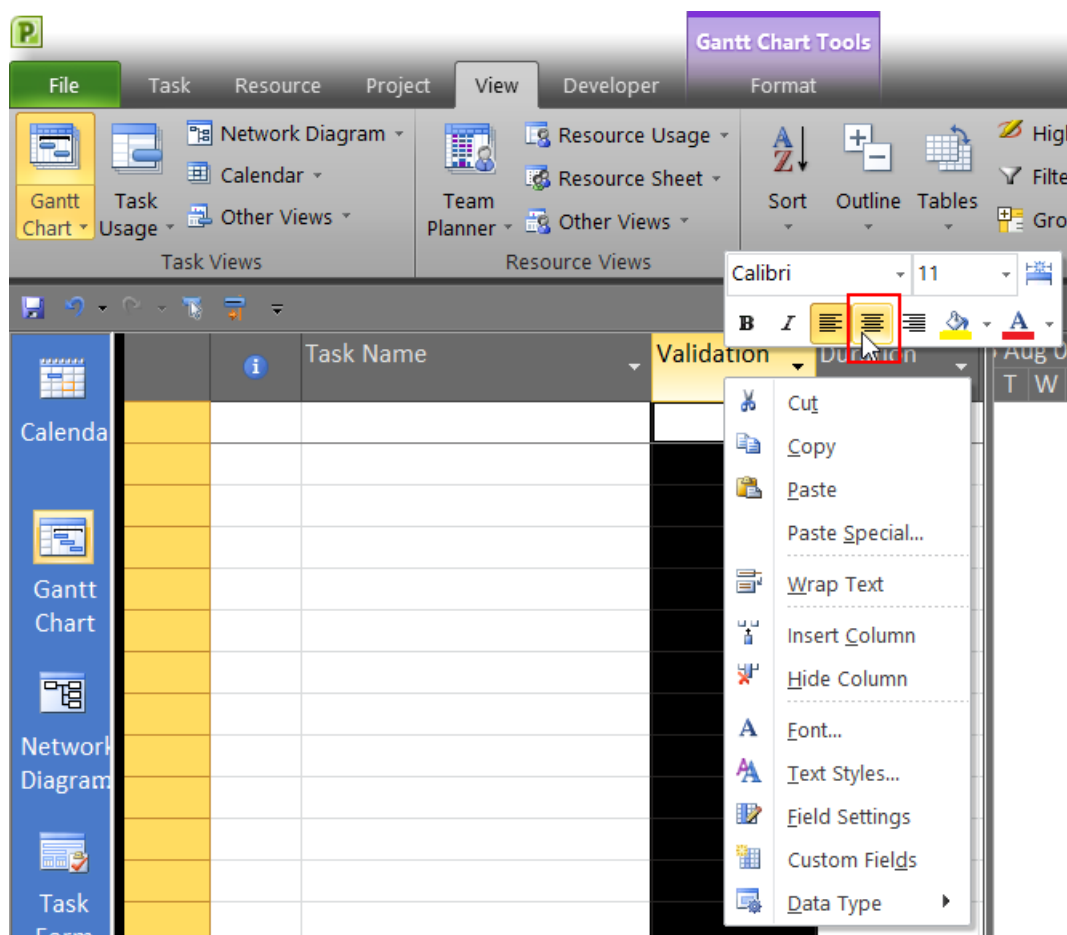 Gantt Chart Tools
File Task Resource Project View Developer Format
Network Diagram
Calendar
Other Views
Gantt
Chart
Task
Usage
Task Views
Resource Usage
Resource Sheet
Other Views
Team
Planner
Resource Views
Sort
Outline
Tables
High
Filte
Gro
Calibri 11
B I A
Task Name Validation Duration Aug 0
T W
Calenda
Gantt
Chart
Network
Diagram
Task
Form
Cut
Copy
Paste
Paste Special...
Wrap Text
Insert Column
Hide Column
Font...
Text Styles...
Field Settings
Custom Fields
Data Type